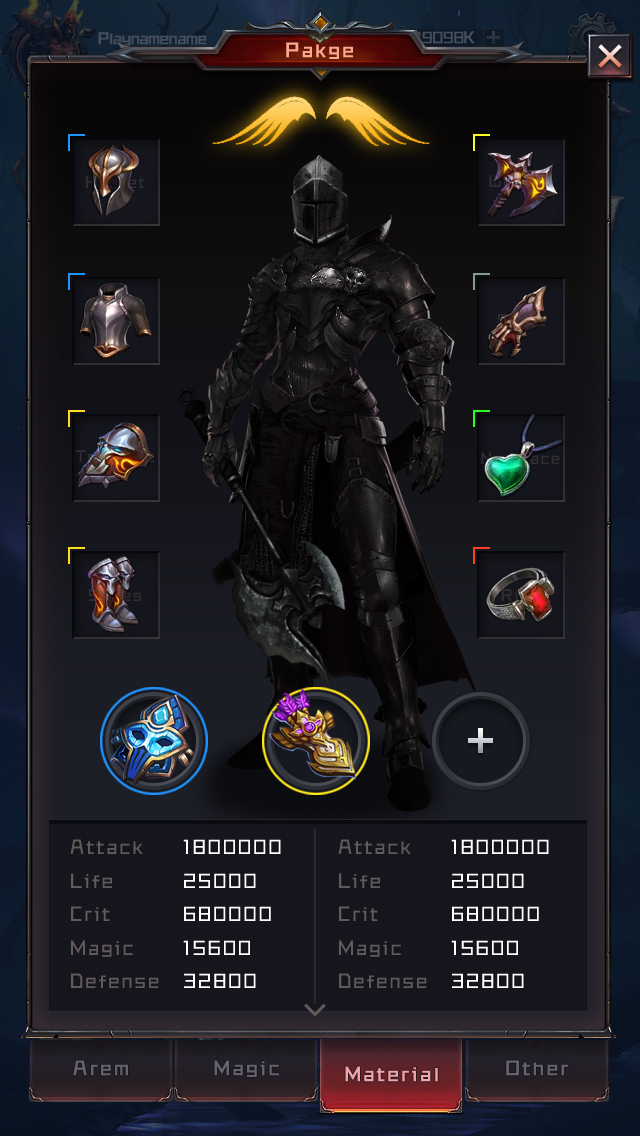 Playnamename
9098K +
Pakge
Attack 1800000 Attack 1800000
Life 25000 Life 25000
Crit 680000 Crit 680000
Magic 15600 Magic 15600
Defense 32800 Defense 32800
Arem Magic Material Other